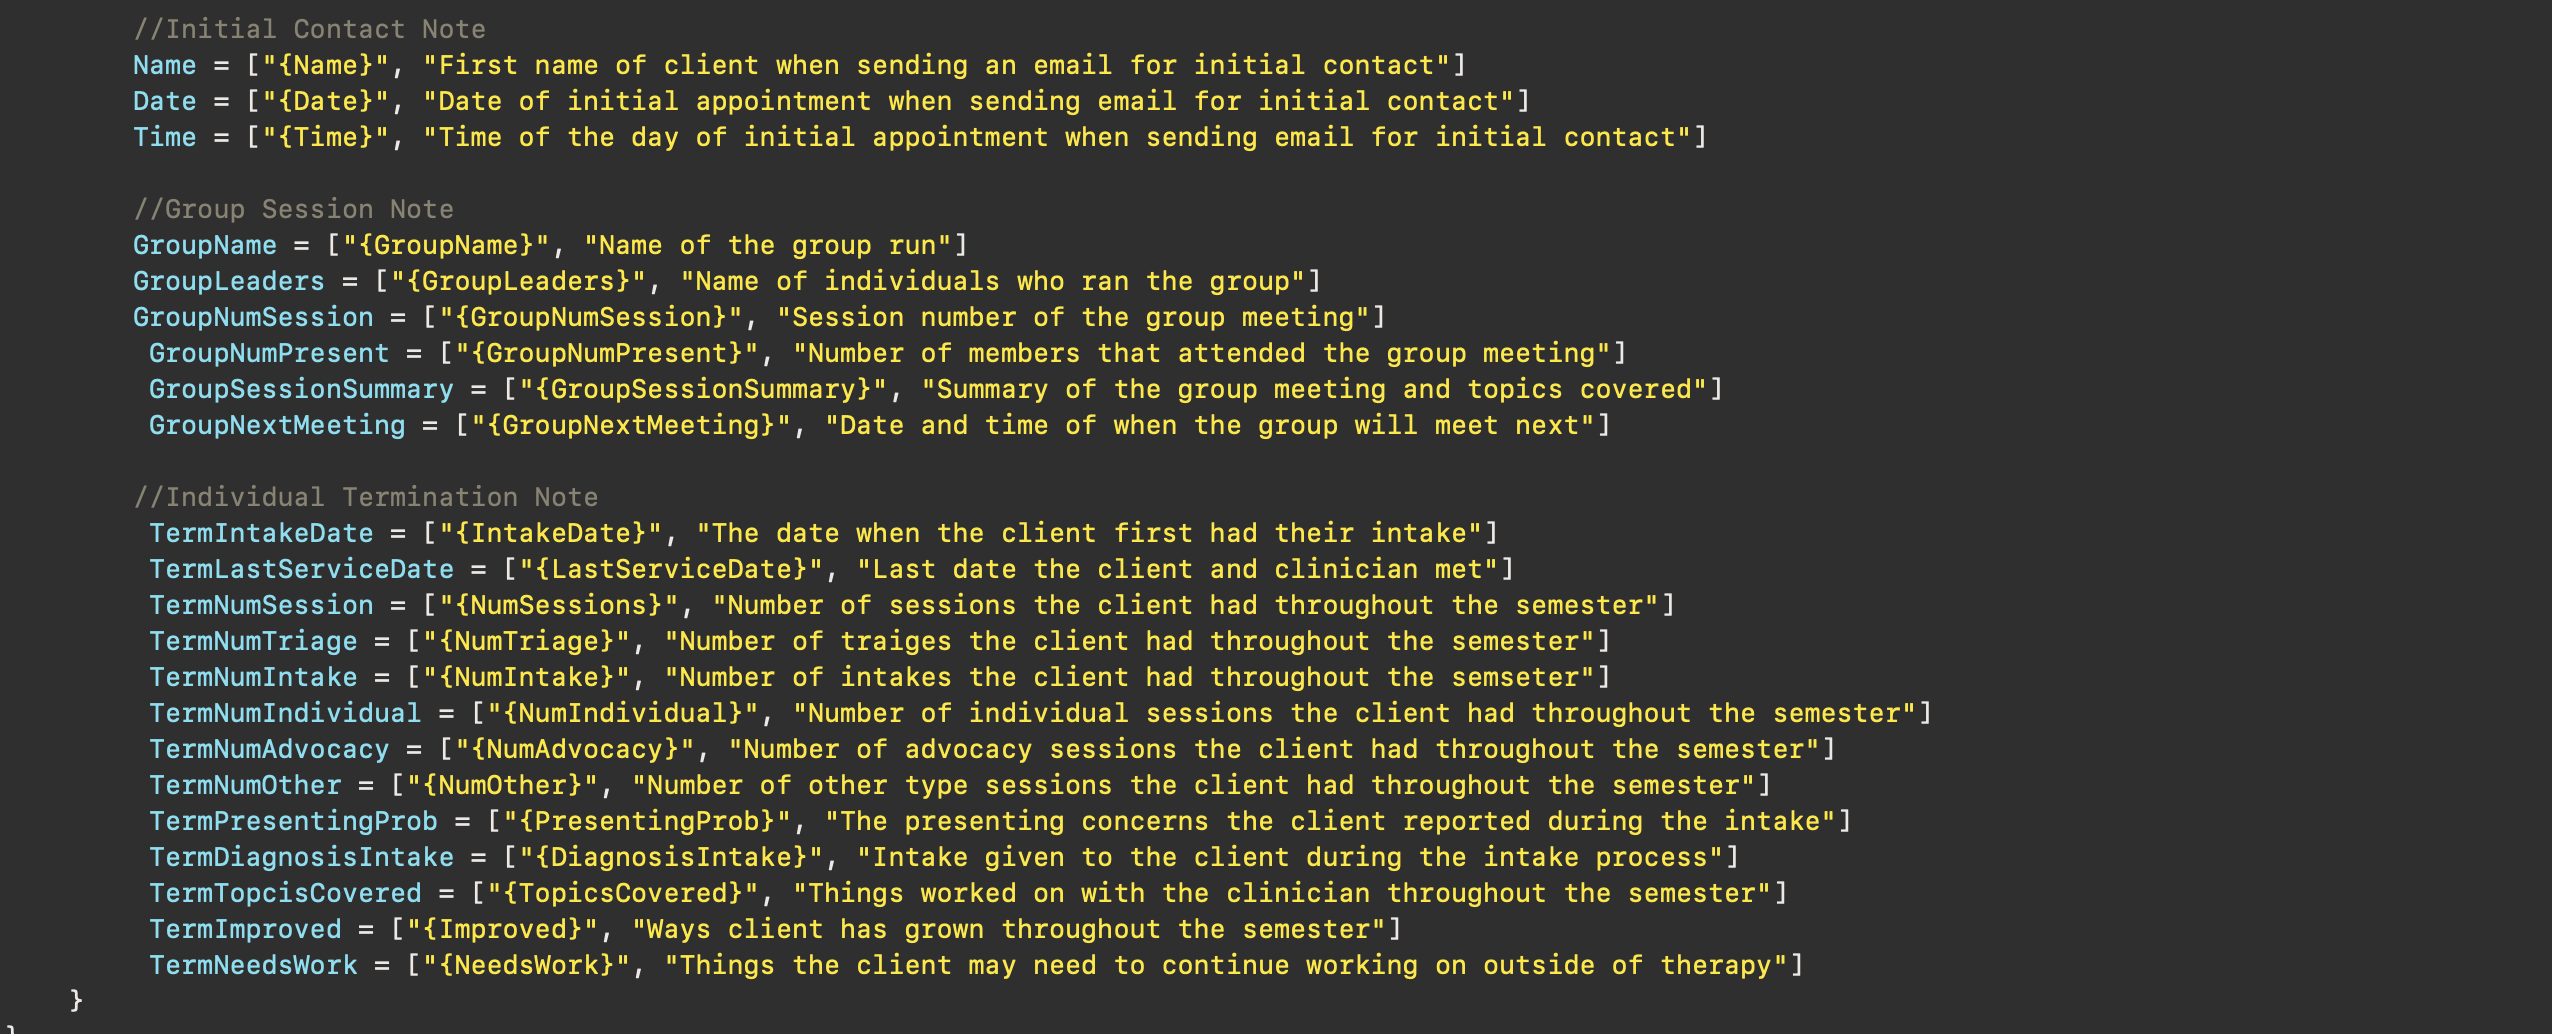 //Initial Contact Note
Name = ["{Name}", "First name of client when sending an email for initial contact"]
Date = ["{Date}", "Date of initial appointment when sending email for initial contact"]
Time = ["{Time}", "Time of the day of initial appointment when sending email for initial contact"]
//Group Session Note
GroupName = ["{GroupName}", "Name of the group run"]
GroupLeaders = ["{GroupLeaders}", "Name of individuals who ran the group"]
GroupNumSession = ["{GroupNumSession}", "Session number of the group meeting"]
GroupNumPresent = ["{GroupNumPresent}", "Number of members that attended the group meeting"]
GroupSessionSummary = ["{GroupSessionSummary}", "Summary of the group meeting and topics covered"]
GroupNextMeeting = ["{GroupNextMeeting}", "Date and time of when the group will meet next"]
//Individual Termination Note
TermIntakeDate = ["{IntakeDate}", "The date when the client first had their intake"]
TermLastServiceDate = ["{LastServiceDate}", "Last date the client and clinician met"]
TermNumSession = ["{NumSessions}", "Number of sessions the client had throughout the semester"]
TermNumTriage = ["{NumTriage}", "Number of traiges the client had throughout the semester"]
TermNumIntake = ["{NumIntake}", "Number of intakes the client had throughout the semseter"]
TermNumIndividual = ["{NumIndividual}", "Number of individual sessions the client had throughout the semester"]
TermNumAdvocacy = ["{NumAdvocacy}", "Number of advocacy sessions the client had throughout the semester"]
TermNumOther = ["{NumOther}", "Number of other type sessions the client had throughout the semester"]
TermPresentingProb = ["{PresentingProb}", "The presenting concerns the client reported during the intake"]
TermDiagnosisIntake = ["{DiagnosisIntake}", "Intake given to the client during the intake process"]
TermTopcisCovered = ["{TopicsCovered}", "Things worked on with the clinician throughout the semester"]
TermImproved = ["{Improved}", "Ways client has grown throughout the semester"]
TermNeedsWork = ["{NeedsWork}", "Things the client may need to continue working on outside of therapy"]
}
}